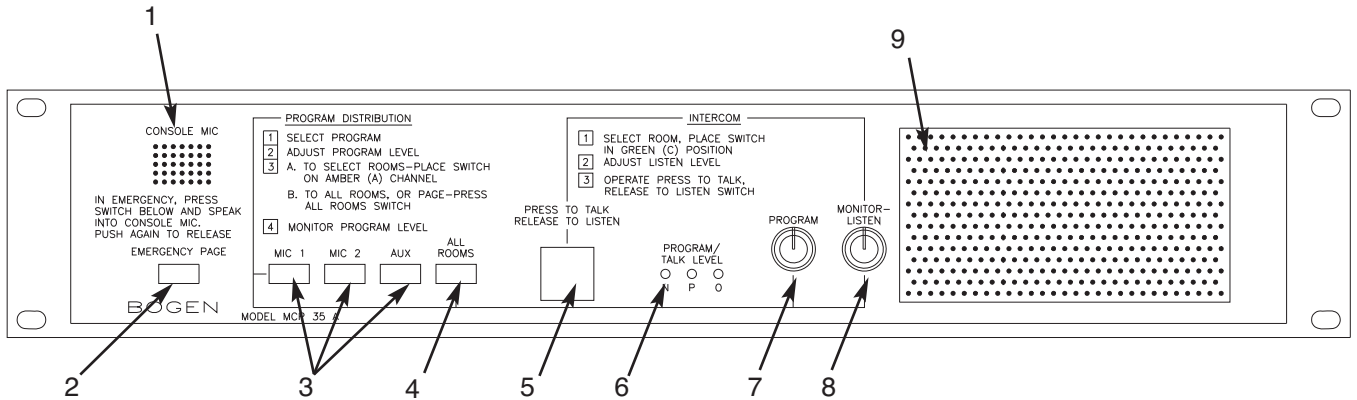 1
9
CONSOLE MIC
IN EMERGENCY, PRESS
SWITCH BELOW AND SPEAK
INTO CONSOLE MIC.
PUSH AGAIN TO RELEASE
EMERGENCY PAGE
BOGEN
PROGRAM DISTRIBUTION
1 SELECT PROGRAM
2 ADJUST PROGRAM LEVEL
3 A. TO SELECT ROOMS-PLACE SWITCH
ON AMBER (A) CHANNEL
B. TO ALL ROOMS, OR PAGE-PRESS
ALL ROOMS SWITCH
4 MONITOR PROGRAM LEVEL
MIC 1 MIC 2 AUX ALL
ROOMS
MODEL MCP 35 A
INTERCOM
1 SELECT ROOM, PLACE SWITCH
IN GREEN (C) POSITION
2 ADJUST LISTEN LEVEL
3 OPERATE PRESS TO TALK,
RELEASE TO LISTEN SWITCH
PRESS TO TALK
RELEASE TO LISTEN
PROGRAM/
TALK LEVEL
N P O
PROGRAM
MONITOR-
LISTEN
2 3 4 5 6 7 8